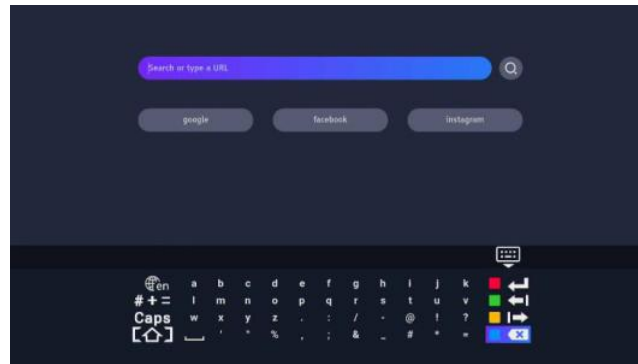 Search or type a URL
google facebook instagram
en a b c d e f g h i j k
#+= l m n o p q r s t u v
Caps w x y z . : / - @ ! ?
' " % , ; & _ # * =